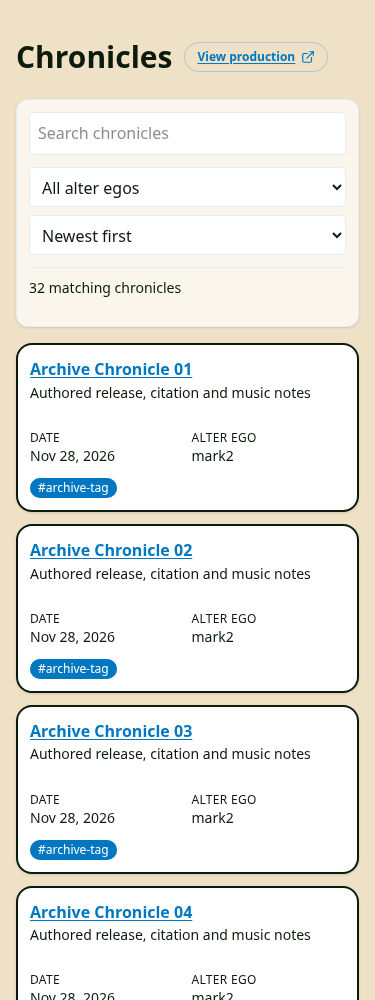 Chronicles
View production
Search chronicles
All alter egos
Newest first
32 matching chronicles
Archive Chronicle 01
Authored release, citation and music notes
DATE
ALTER EGO
Nov 28, 2026
mark2
#archive-tag
Archive Chronicle 02
Authored release, citation and music notes
DATE
ALTER EGO
Nov 28, 2026
mark2
#archive-tag
Archive Chronicle 03
Authored release, citation and music notes
DATE
ALTER EGO
Nov 28, 2026
mark2
#archive-tag
Archive Chronicle 04
Authored release, citation and music notes
DATE
ALTER EGO
Nov 28, 2026
mark2